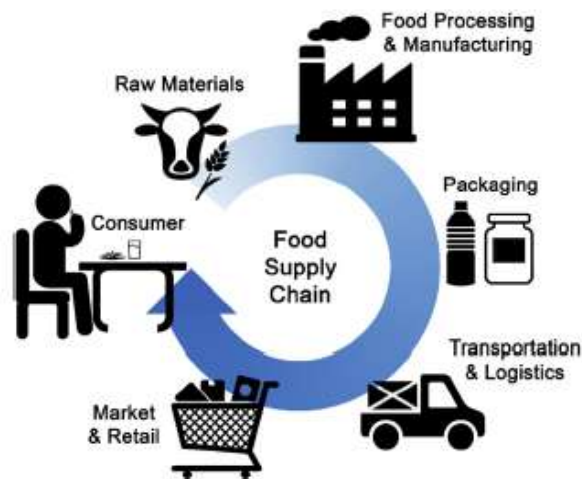 Food Processing
& Manufacturing
Raw Materials
Packaging
Consumer
Food
Supply
Chain
Transportation
& Logistics
Market
& Retail